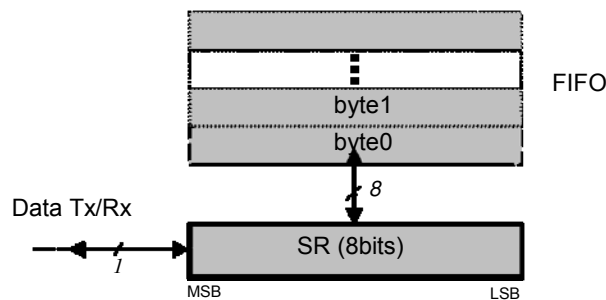 FIFO
byte1
byte0
8
Data Tx/Rx
1
SR (8bits)
MSB
LSB